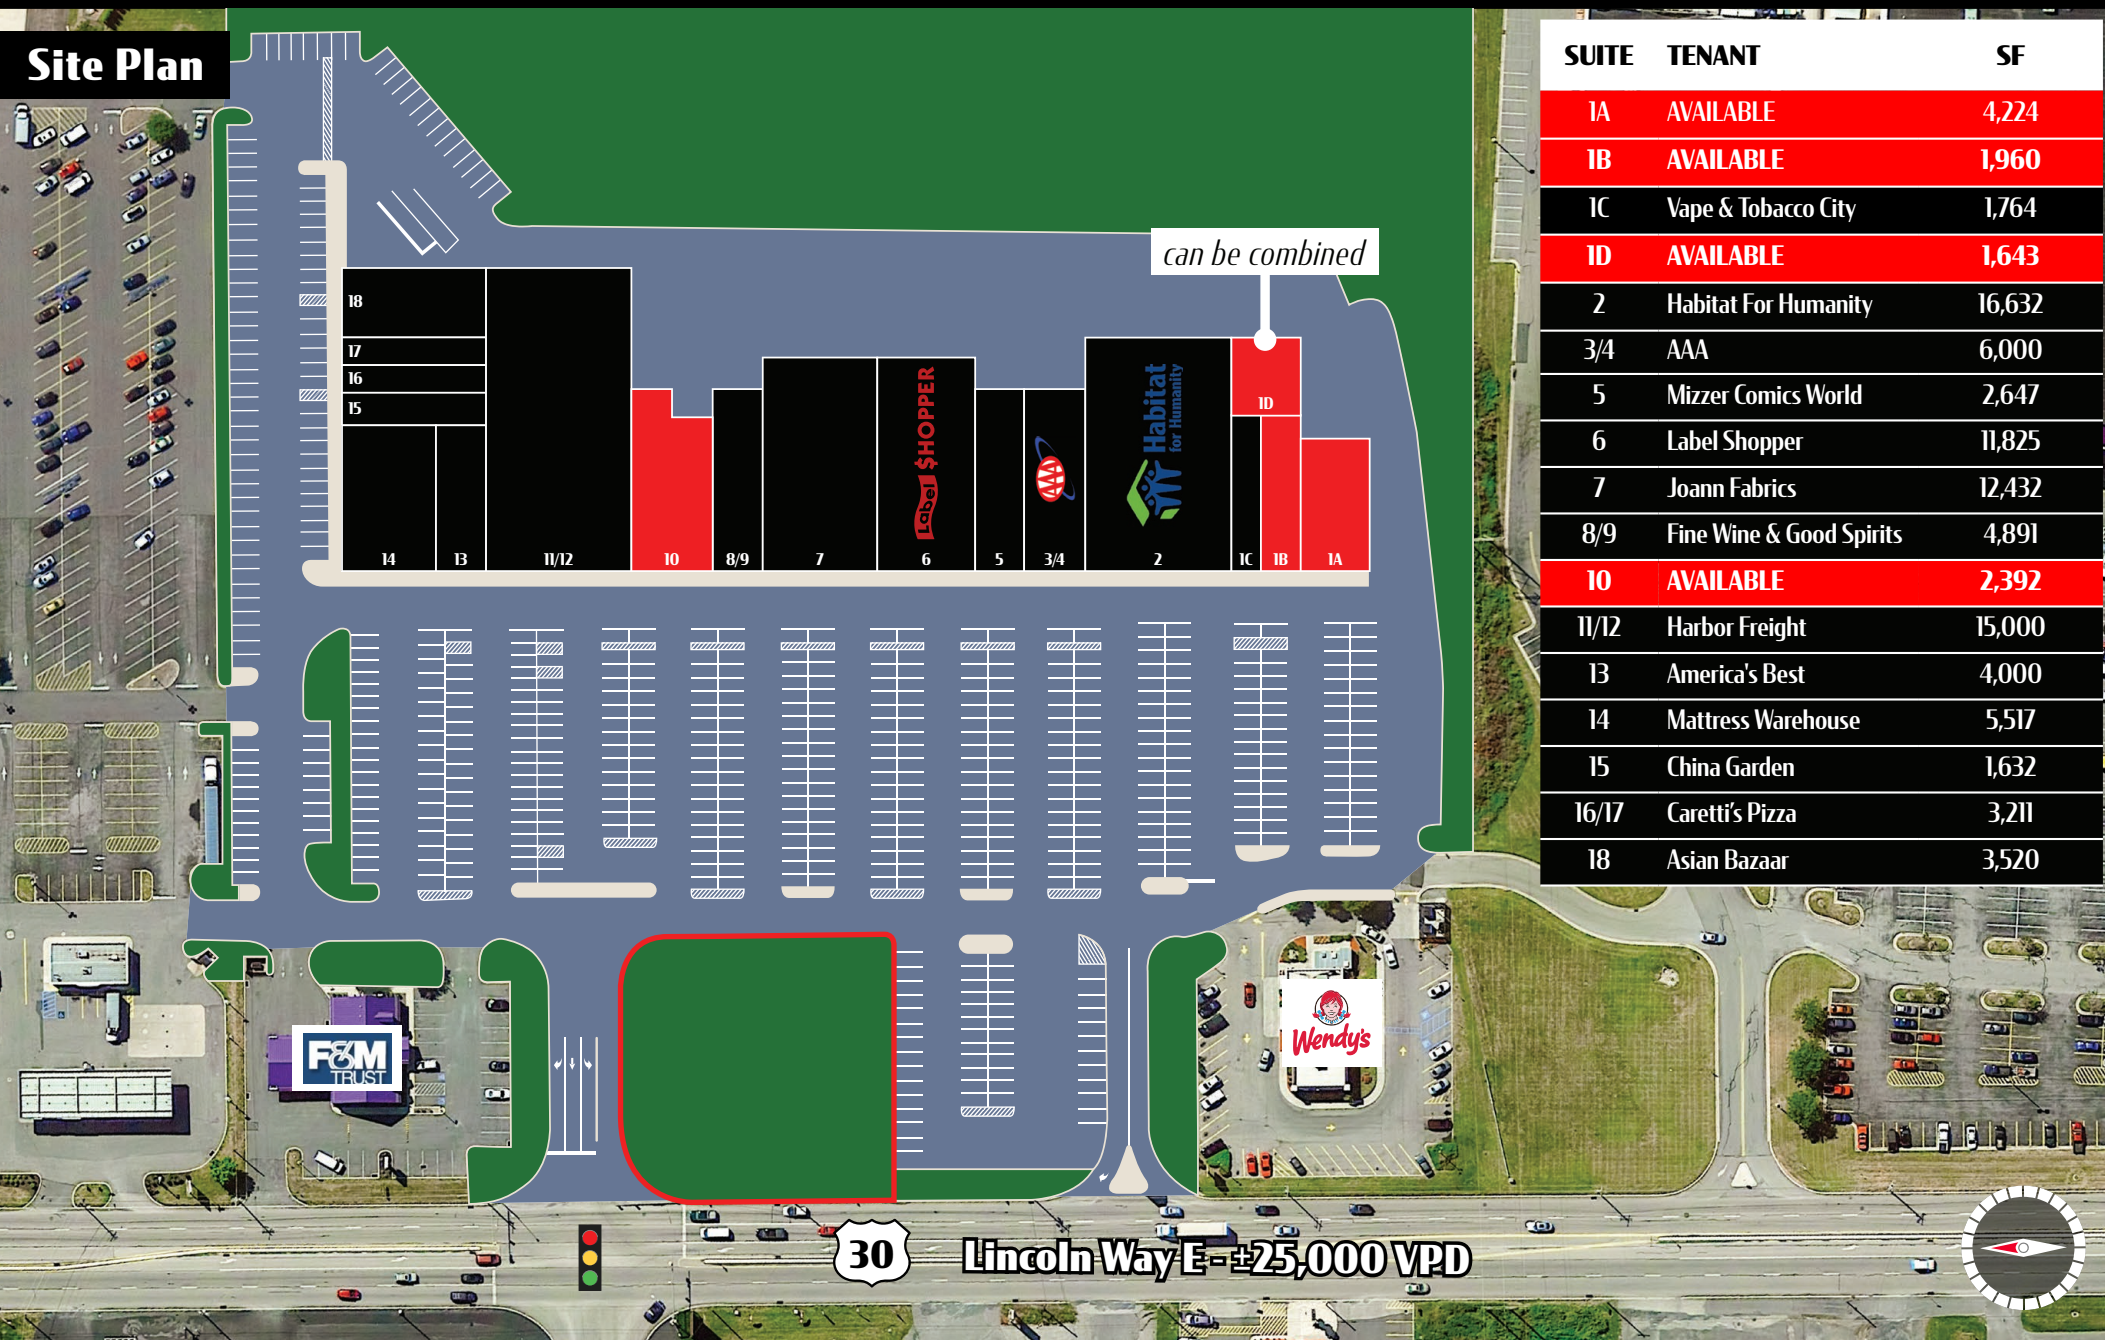 Site Plan
SUITE TENANT SF
1A AVAILABLE 4,224
1B AVAILABLE 1,960
1C Vape & Tobacco City 1,764
1D AVAILABLE 1,643
2 Habitat For Humanity 16,632
3/4 AAA 6,000
5 Mizzer Comics World 2,647
6 Label Shopper 11,825
7 Joann Fabrics 12,432
8/9 Fine Wine & Good Spirits 4,891
10 AVAILABLE 2,392
11/12 Harbor Freight 15,000
13 America's Best 4,000
14 Mattress Warehouse 5,517
15 China Garden 1,632
16/17 Caretti's Pizza 3,211
18 Asian Bazaar 3,520
can be combined
18
17
16
15
Label $HOPPER
AAA
Habitat
for Humanity
1D
14 13 11/12 10 8/9 7 6 5 3/4 2 1C 1B 1A
F&M
TRUST
Wendy's
30
Lincoln Way E - ±25,000 VPD